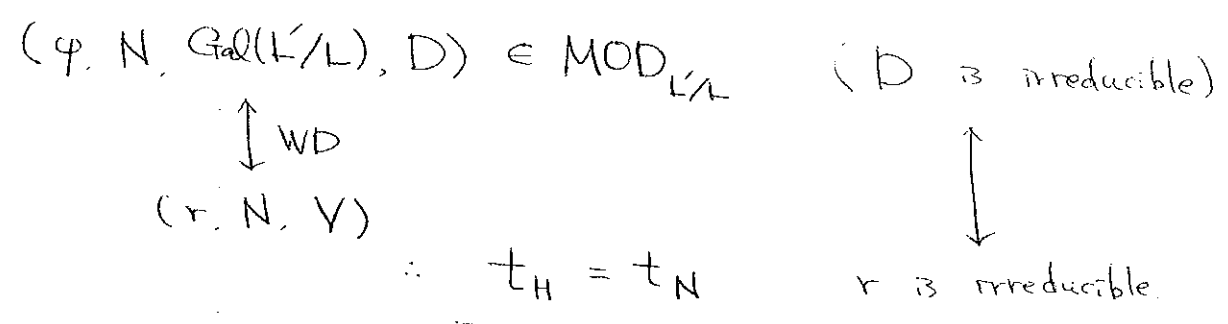 (φ, N, Gal(L'/L), D) ∈ MOD_{L'/L} (D is irreducible)
↕ WD
(r, N, V)
∴ t_H = t_N r is irreducible.